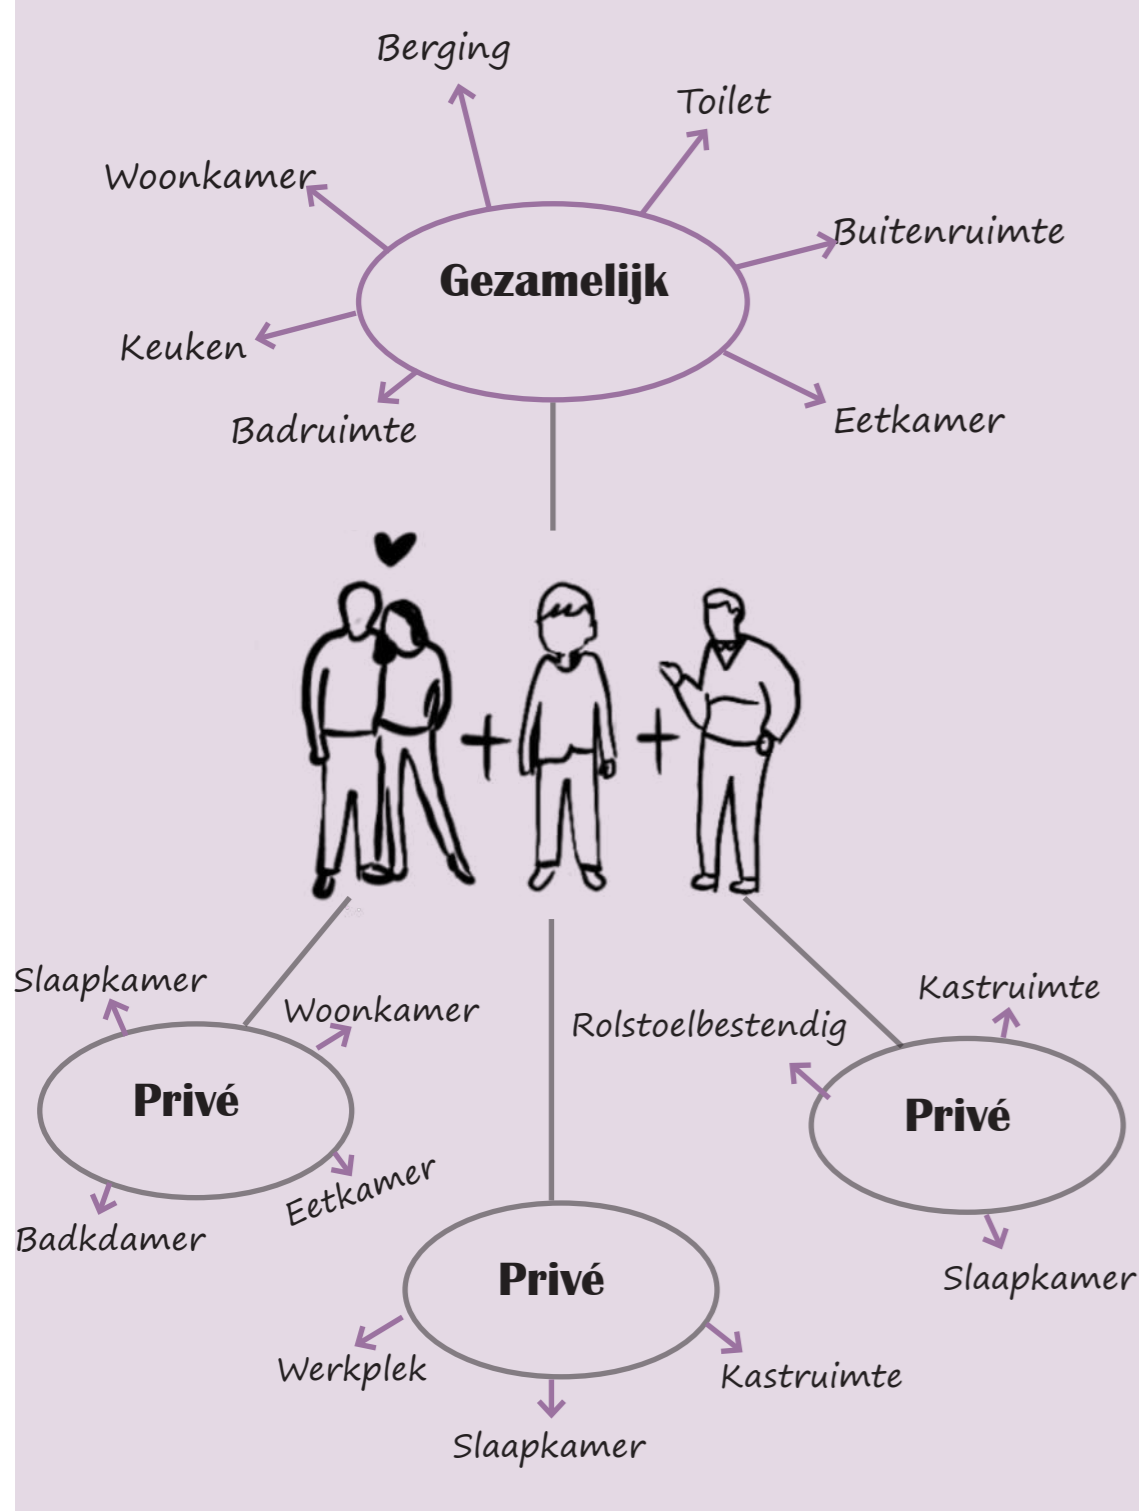 Berging
Toilet
Woonkamer
Buitenruimte
Gezamelijk
Keuken
Badruimte
Eetkamer
Slaapkamer
Woonkamer
Privé
Eetkamer
Badkdamer
Rolstoelbestendig
Kastruimte
Privé
Slaapkamer
Privé
Werkplek
Kastruimte
Slaapkamer